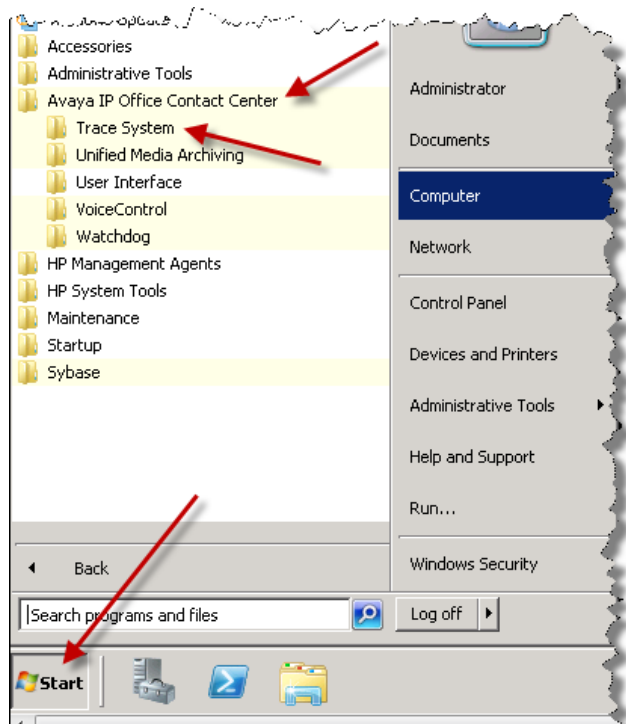 Accessories
Administrative Tools
Avaya IP Office Contact Center
Trace System
Unified Media Archiving
User Interface
VoiceControl
Watchdog
HP Management Agents
HP System Tools
Maintenance
Startup
Sybase
Back
Search programs and files
Administrator
Documents
Computer
Network
Control Panel
Devices and Printers
Administrative Tools
Help and Support
Run...
Windows Security
Log off
Start